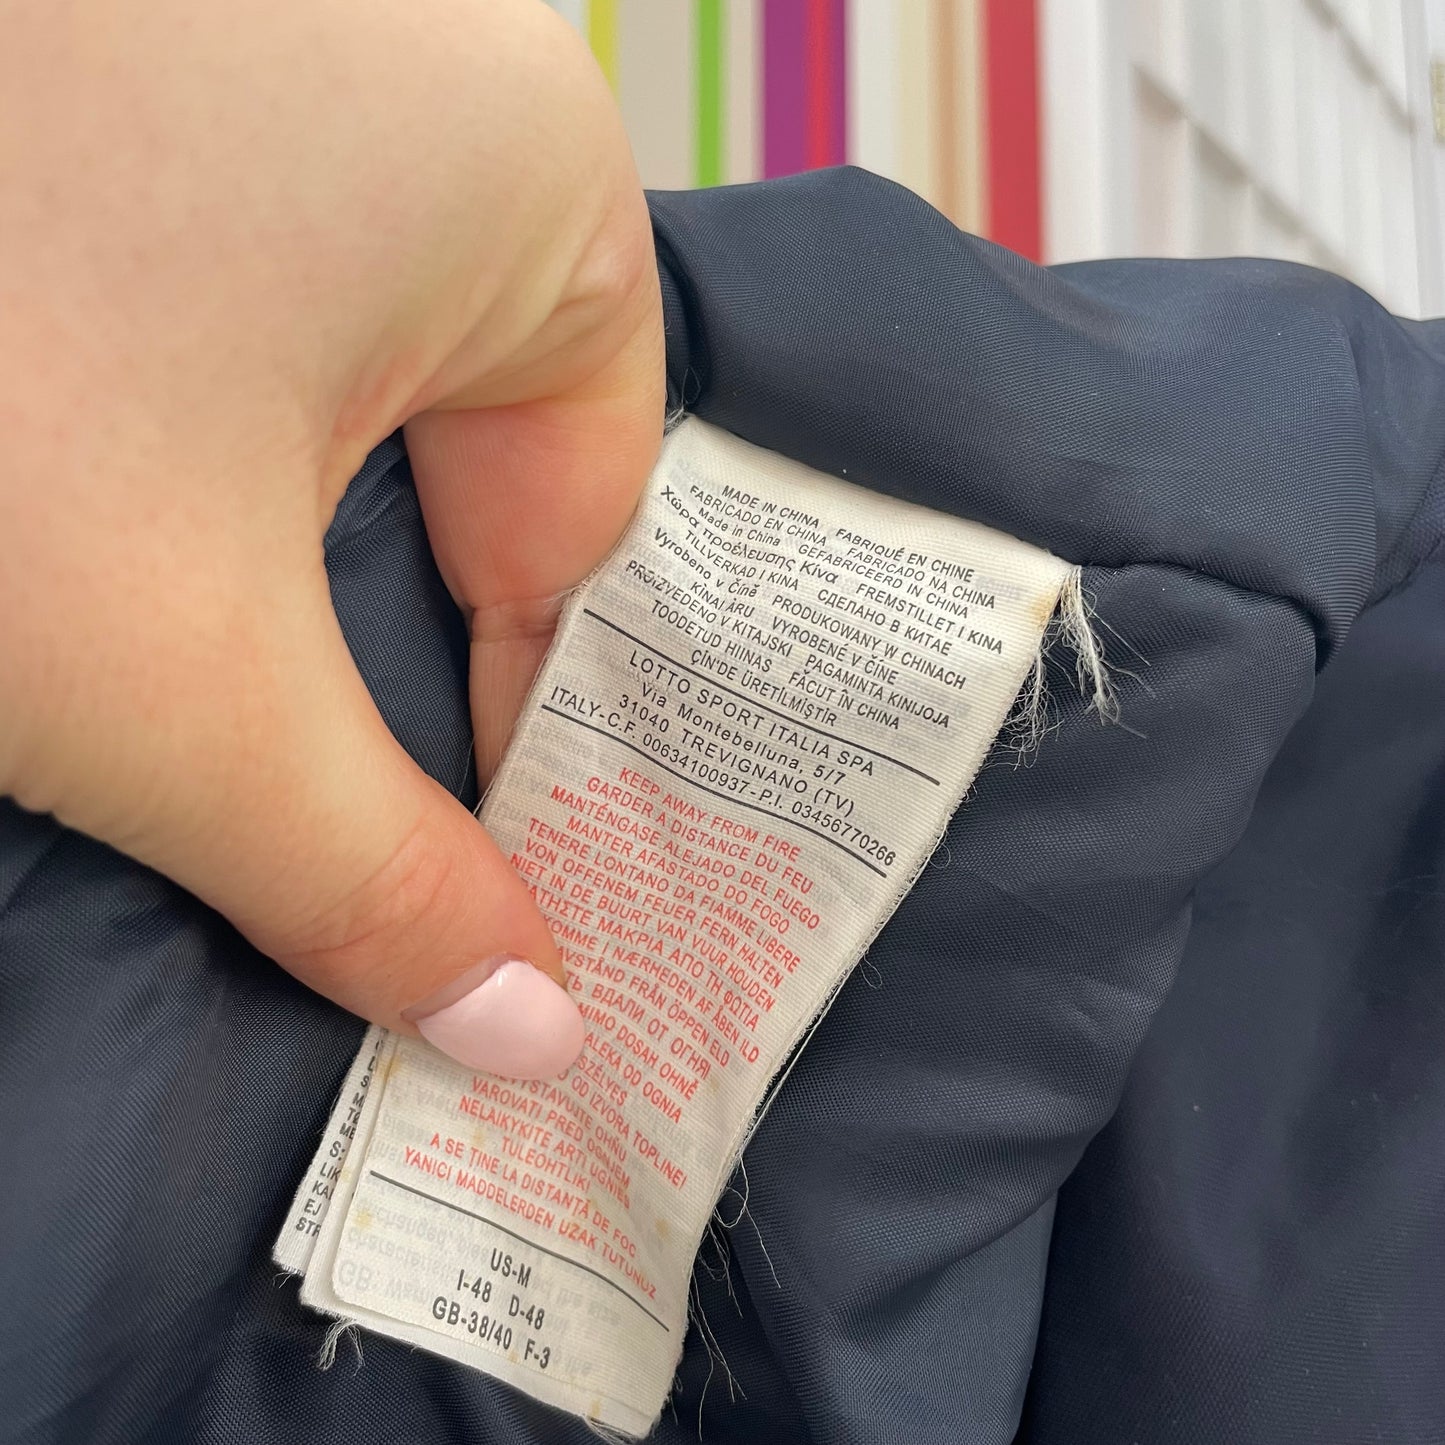 MADE IN CHINA FABRIQUÉ EN CHINE
FABRICADO EN CHINA FABRICADO NA CHINA
Made in China GEFABRICEERD IN CHINA
Χώρα προέλευσης Κίνα FREMSTILLET I KINA
TILLVERKAD I KINA СДЕЛАНО В КИТАЕ
Vyrobeno v Číně PRODUKOWANY W CHINACH
KÍNAI ÁRU VYROBENÉ V ČÍNE
PROIZVEDENO V KITAJSKI PAGAMINTA KINIJOJA
TOODETUD HIINAS FĂCUT ÎN CHINA
ÇİN'DE ÜRETİLMİŞTİR
LOTTO SPORT ITALIA SPA
Via Montebelluna, 5/7
31040 TREVIGNANO (TV)
ITALY-C.F. 00634100937-P.I. 03456770266
KEEP AWAY FROM FIRE
GARDER A DISTANCE DU FEU
MANTÉNGASE ALEJADO DEL FUEGO
MANTER AFASTADO DO FOGO
TENERE LONTANO DA FIAMME LIBERE
VON OFFENEM FEUER FERN HALTEN
NIET IN DE BUURT VAN VUUR HOUDEN
ΜΑΚΡΙΑ ΑΠΟ ΤΗ ΦΩΤΙΑ
I NÆRHEDEN AF ÅBEN ILD
FRÅN ÖPPEN ELD
ВДАЛИ ОТ ОГНЯ
MIMO DOSAH OHNĚ
OD OGNIA
OD IZVORA TOPLINE
VAROVATI PRED OGNJEM
NELAIKYKITE ARTI UGNIES
TULEOHTLIK
A SE TINE LA DISTANȚĂ DE FOC
YANICI MADDELERDEN UZAK TUTUNUZ
US-M
I-48 D-48
GB-38/40 F-3